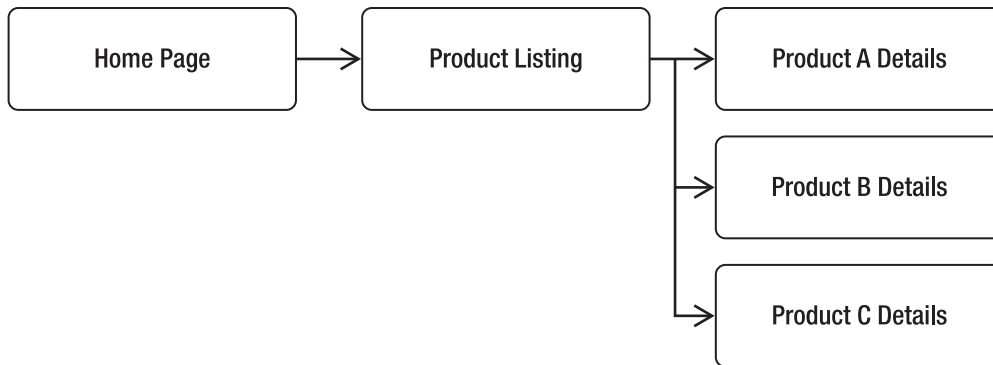 Home Page
Product Listing
Product A Details
Product B Details
Product C Details